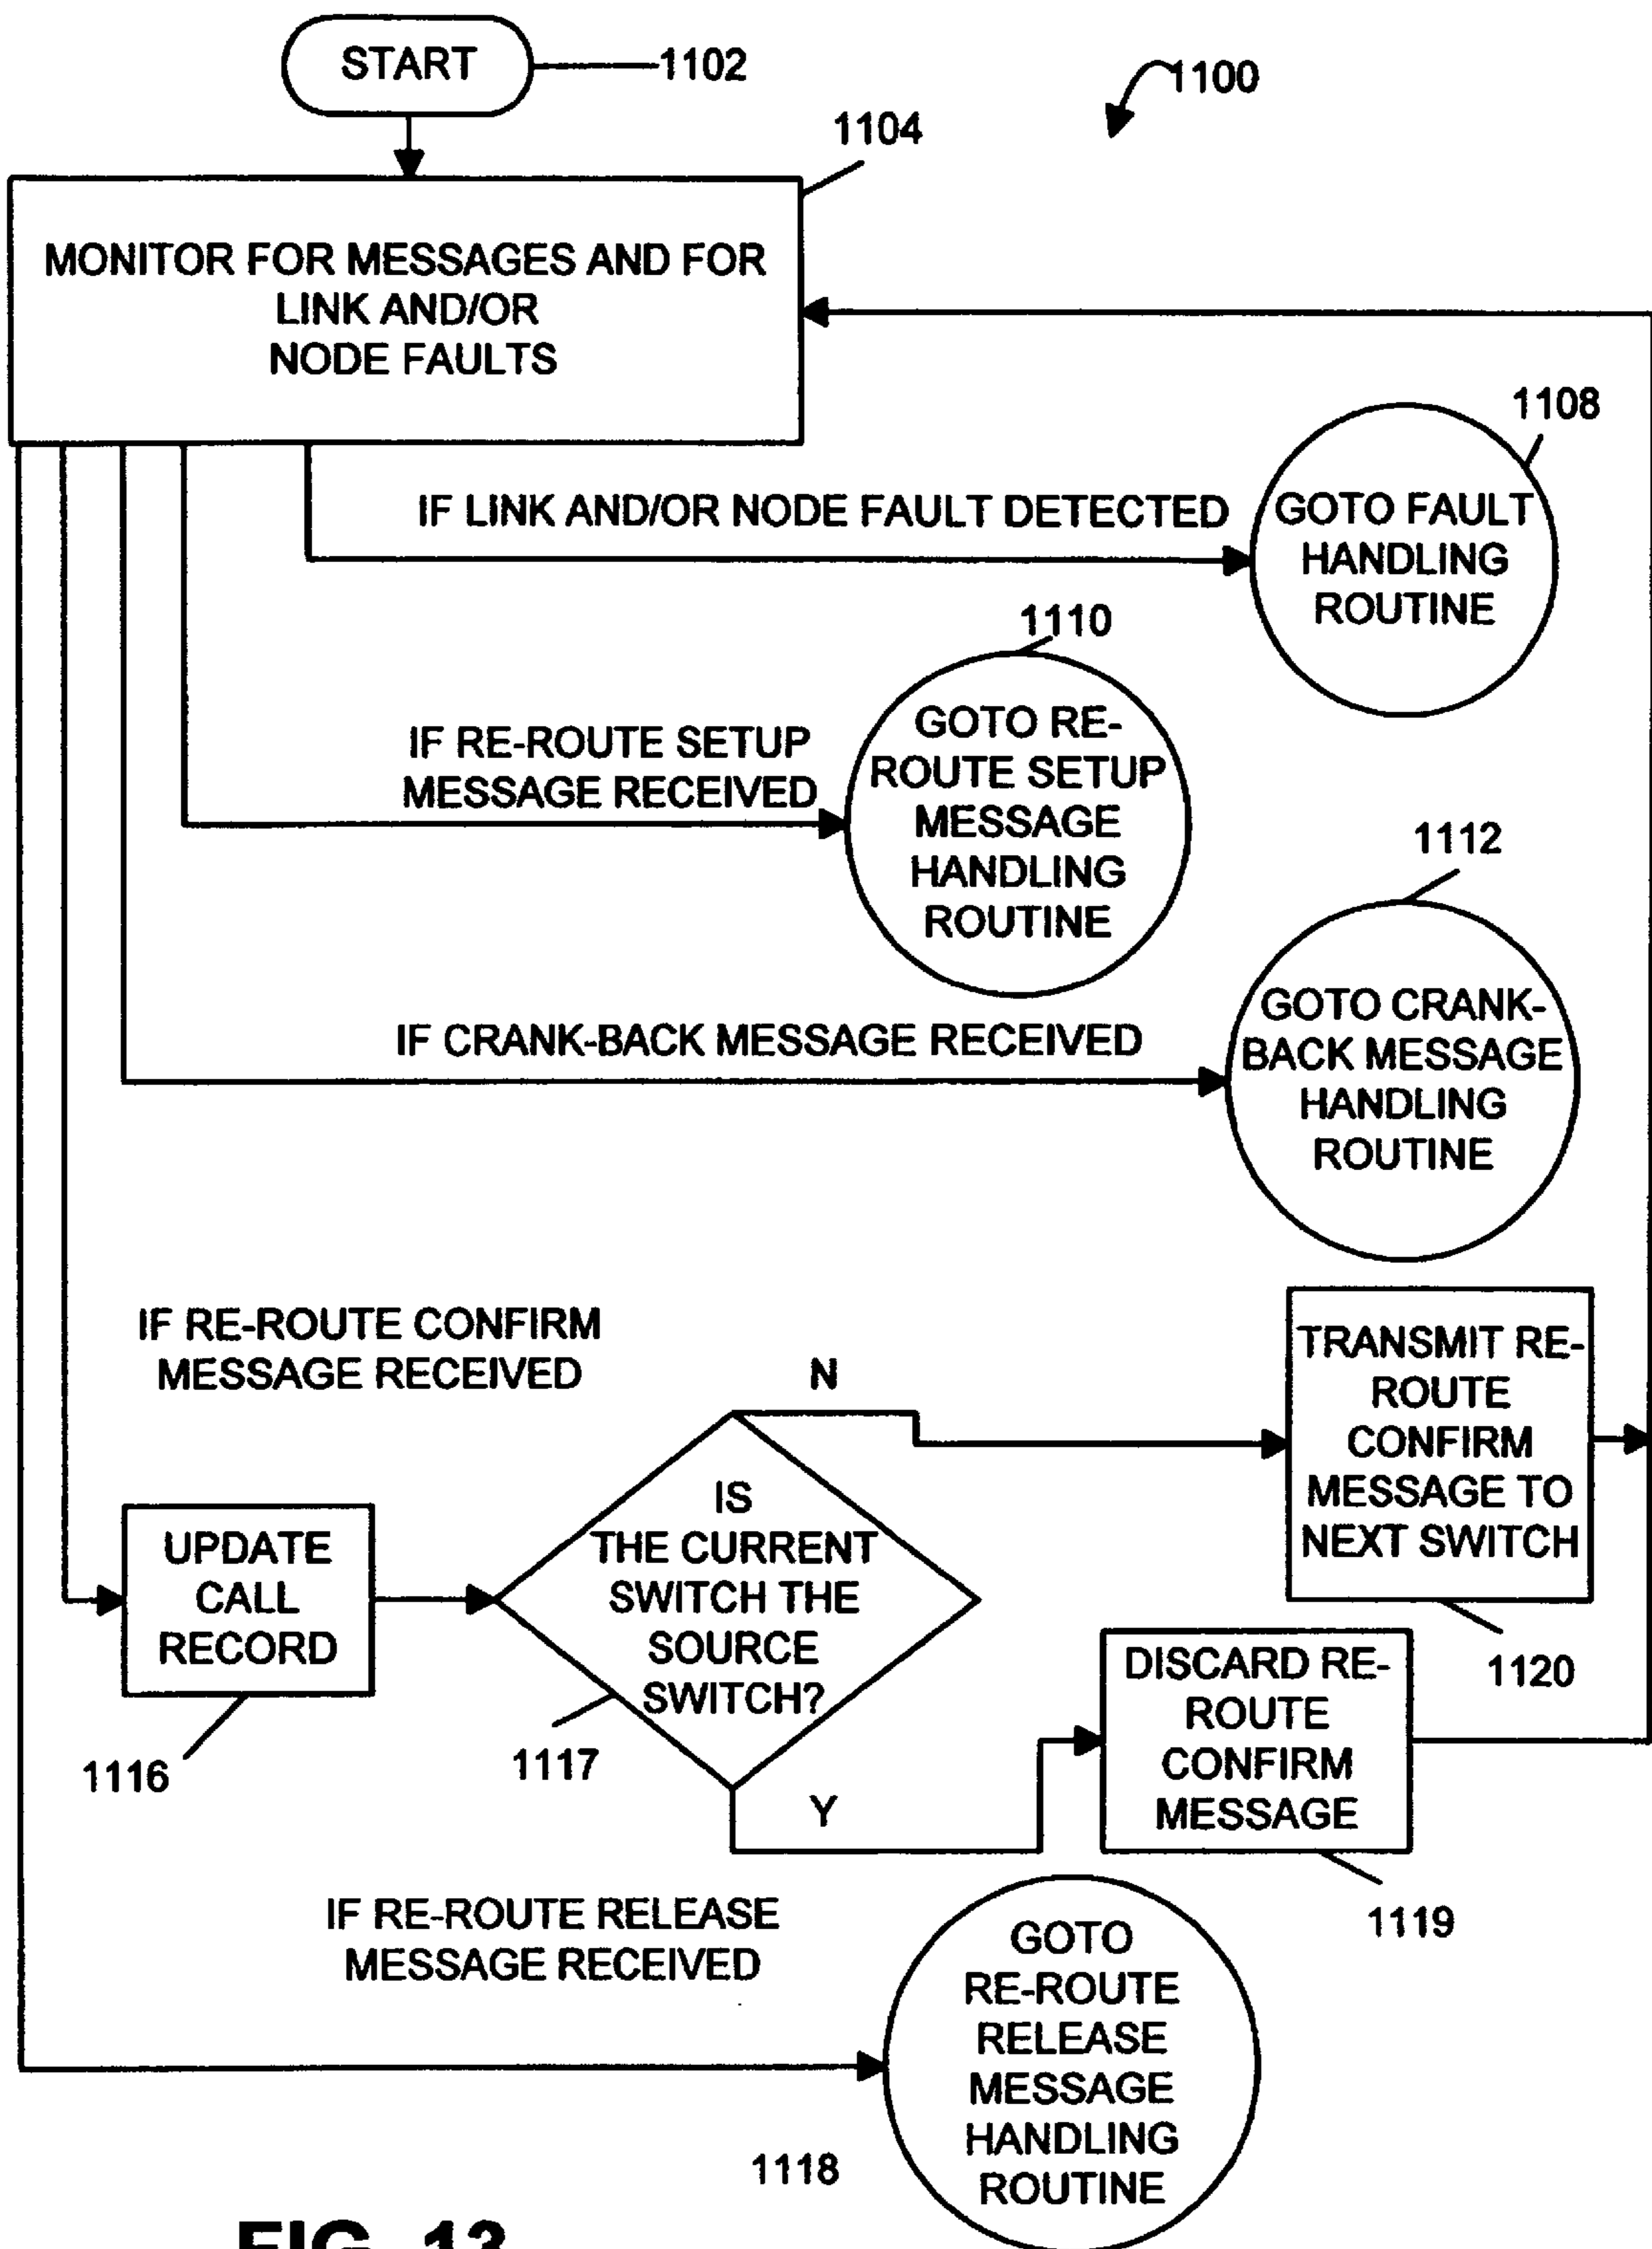 START
1102
1100
1104
MONITOR FOR MESSAGES AND FOR
LINK AND/OR
NODE FAULTS
1108
IF LINK AND/OR NODE FAULT DETECTED
GOTO FAULT
HANDLING
ROUTINE
1110
IF RE-ROUTE SETUP
MESSAGE RECEIVED
GOTO RE-
ROUTE SETUP
MESSAGE
HANDLING
ROUTINE
1112
IF CRANK-BACK MESSAGE RECEIVED
GOTO CRANK-
BACK MESSAGE
HANDLING
ROUTINE
IF RE-ROUTE CONFIRM
MESSAGE RECEIVED
N
TRANSMIT RE-
ROUTE
CONFIRM
MESSAGE TO
NEXT SWITCH
1120
UPDATE
CALL
RECORD
1116
IS
THE CURRENT
SWITCH THE
SOURCE
SWITCH?
1117
Y
DISCARD RE-
ROUTE
CONFIRM
MESSAGE
1119
IF RE-ROUTE RELEASE
MESSAGE RECEIVED
GOTO
RE-ROUTE
RELEASE
MESSAGE
HANDLING
ROUTINE
1118
FIG. 13